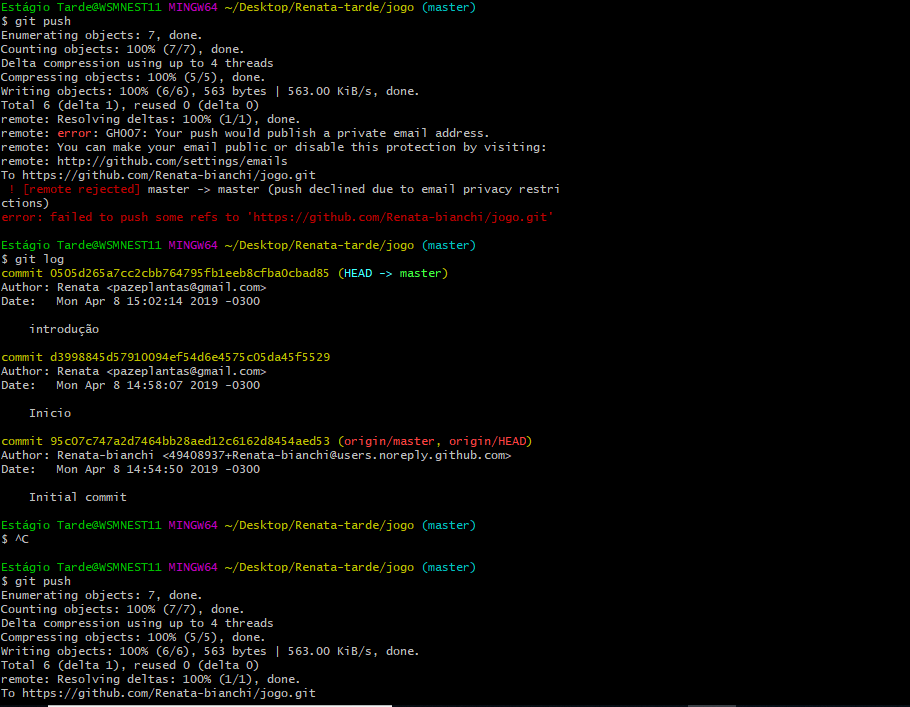 Estágio Tarde@WSMNEST11 MINGW64 ~/Desktop/Renata-tarde/jogo (master)
$ git push
Enumerating objects: 7, done.
Counting objects: 100% (7/7), done.
Delta compression using up to 4 threads
Compressing objects: 100% (5/5), done.
Writing objects: 100% (6/6), 563 bytes | 563.00 KiB/s, done.
Total 6 (delta 1), reused 0 (delta 0)
remote: Resolving deltas: 100% (1/1), done.
remote: error: GH007: Your push would publish a private email address.
remote: You can make your email public or disable this protection by visiting:
remote: http://github.com/settings/emails
To https://github.com/Renata-bianchi/jogo.git
 ! [remote rejected] master -> master (push declined due to email privacy restri
ctions)
error: failed to push some refs to 'https://github.com/Renata-bianchi/jogo.git'
Estágio Tarde@WSMNEST11 MINGW64 ~/Desktop/Renata-tarde/jogo (master)
$ git log
commit 0505d265a7cc2cbb764795fb1eeb8cfba0cbad85 (HEAD -> master)
Author: Renata <pazeplantas@gmail.com>
Date:   Mon Apr 8 15:02:14 2019 -0300
    introdução
commit d3998845d57910094ef54d6e4575c05da45f5529
Author: Renata <pazeplantas@gmail.com>
Date:   Mon Apr 8 14:58:07 2019 -0300
    Inicio
commit 95c07c747a2d7464bb28aed12c6162d8454aed53 (origin/master, origin/HEAD)
Author: Renata-bianchi <49408937+Renata-bianchi@users.noreply.github.com>
Date:   Mon Apr 8 14:54:50 2019 -0300
    Initial commit
Estágio Tarde@WSMNEST11 MINGW64 ~/Desktop/Renata-tarde/jogo (master)
$ ^C
Estágio Tarde@WSMNEST11 MINGW64 ~/Desktop/Renata-tarde/jogo (master)
$ git push
Enumerating objects: 7, done.
Counting objects: 100% (7/7), done.
Delta compression using up to 4 threads
Compressing objects: 100% (5/5), done.
Writing objects: 100% (6/6), 563 bytes | 563.00 KiB/s, done.
Total 6 (delta 1), reused 0 (delta 0)
remote: Resolving deltas: 100% (1/1), done.
To https://github.com/Renata-bianchi/jogo.git